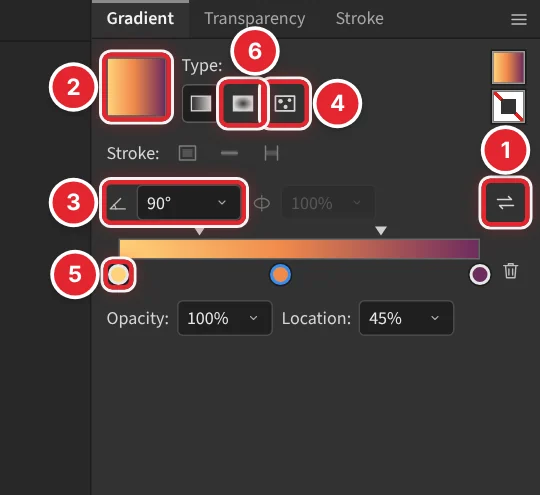 Gradient Transparency Stroke
6
Type:
2
4
1
Stroke:
3 90° 100%
5
Opacity: 100% Location: 45%